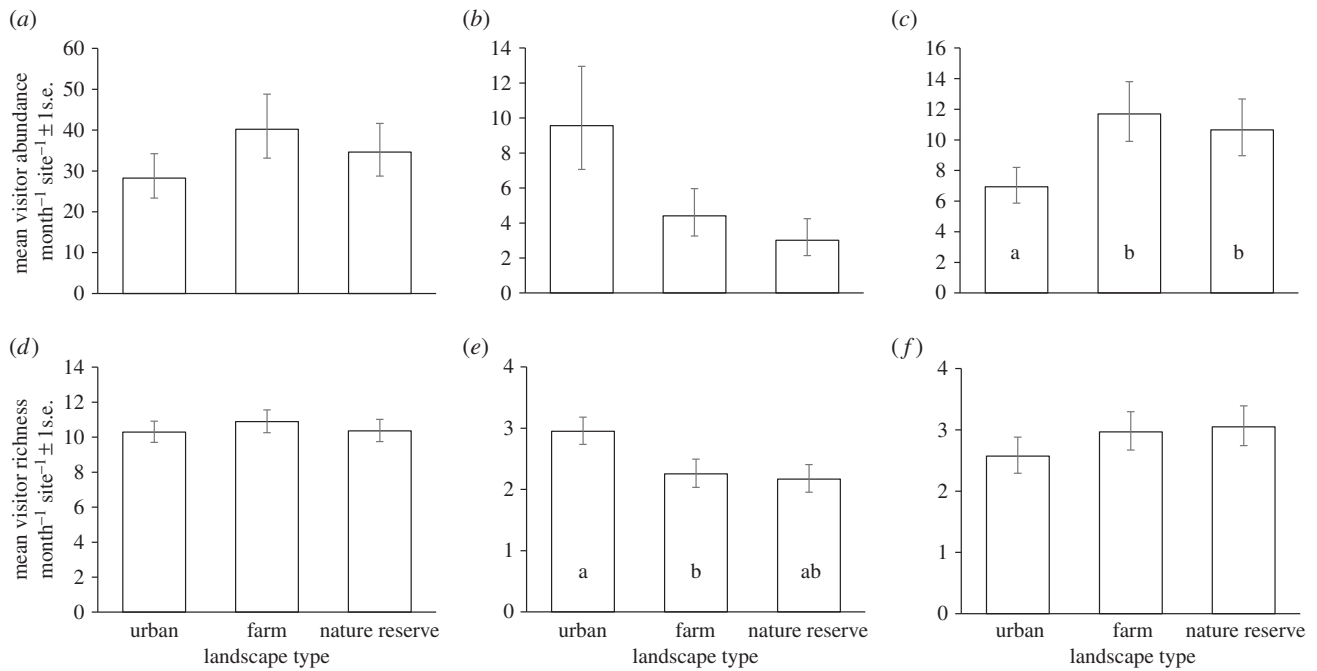 (a)
(b)
(c)
mean visitor abundance
month⁻¹ site⁻¹ ± 1 s.e.
60
50
40
30
20
10
0
14
12
10
8
6
4
2
0
16
14
12
10
8
6
4
2
0
a
b
b
(d)
(e)
(f)
mean visitor richness
month⁻¹ site⁻¹ ± 1 s.e.
14
12
10
8
6
4
2
0
4
3
2
1
0
a
b
ab
4
3
2
1
0
urban farm nature reserve
landscape type
urban farm nature reserve
landscape type
urban farm nature reserve
landscape type